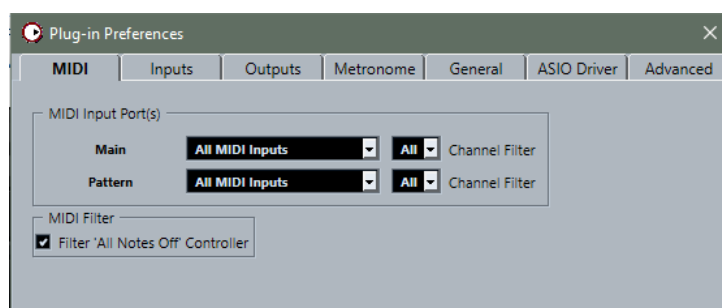 Plug-in Preferences
MIDI Inputs Outputs Metronome General ASIO Driver Advanced
MIDI Input Port(s)
Main All MIDI Inputs All Channel Filter
Pattern All MIDI Inputs All Channel Filter
MIDI Filter
Filter 'All Notes Off' Controller